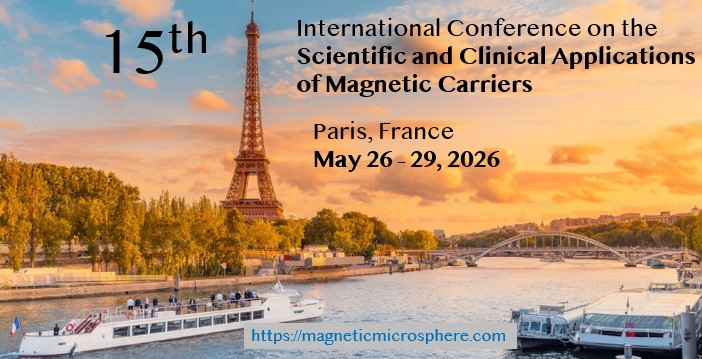 15th
International Conference on the
Scientific and Clinical Applications
of Magnetic Carriers
Paris, France
May 26 - 29, 2026
https://magneticmicrosphere.com